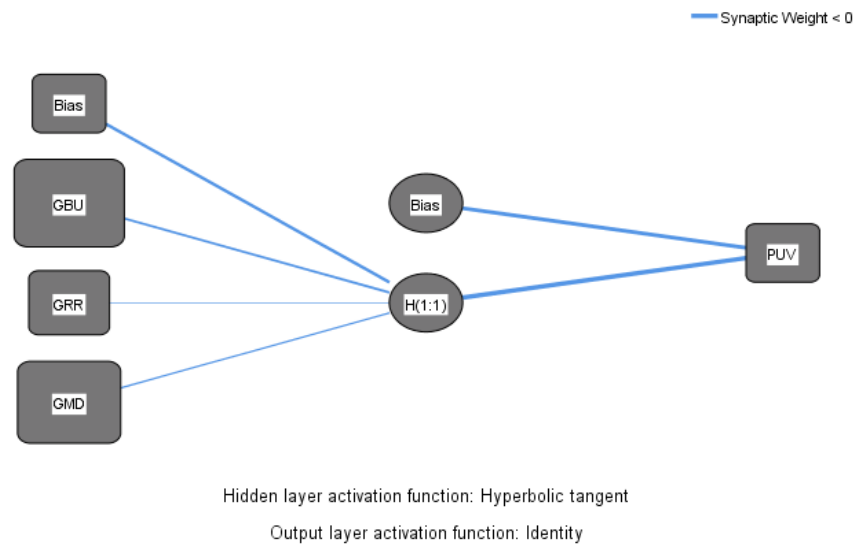 Synaptic Weight < 0
Bias
GBU
Bias
PUV
GRR
H(1:1)
GMD
Hidden layer activation function: Hyperbolic tangent
Output layer activation function: Identity